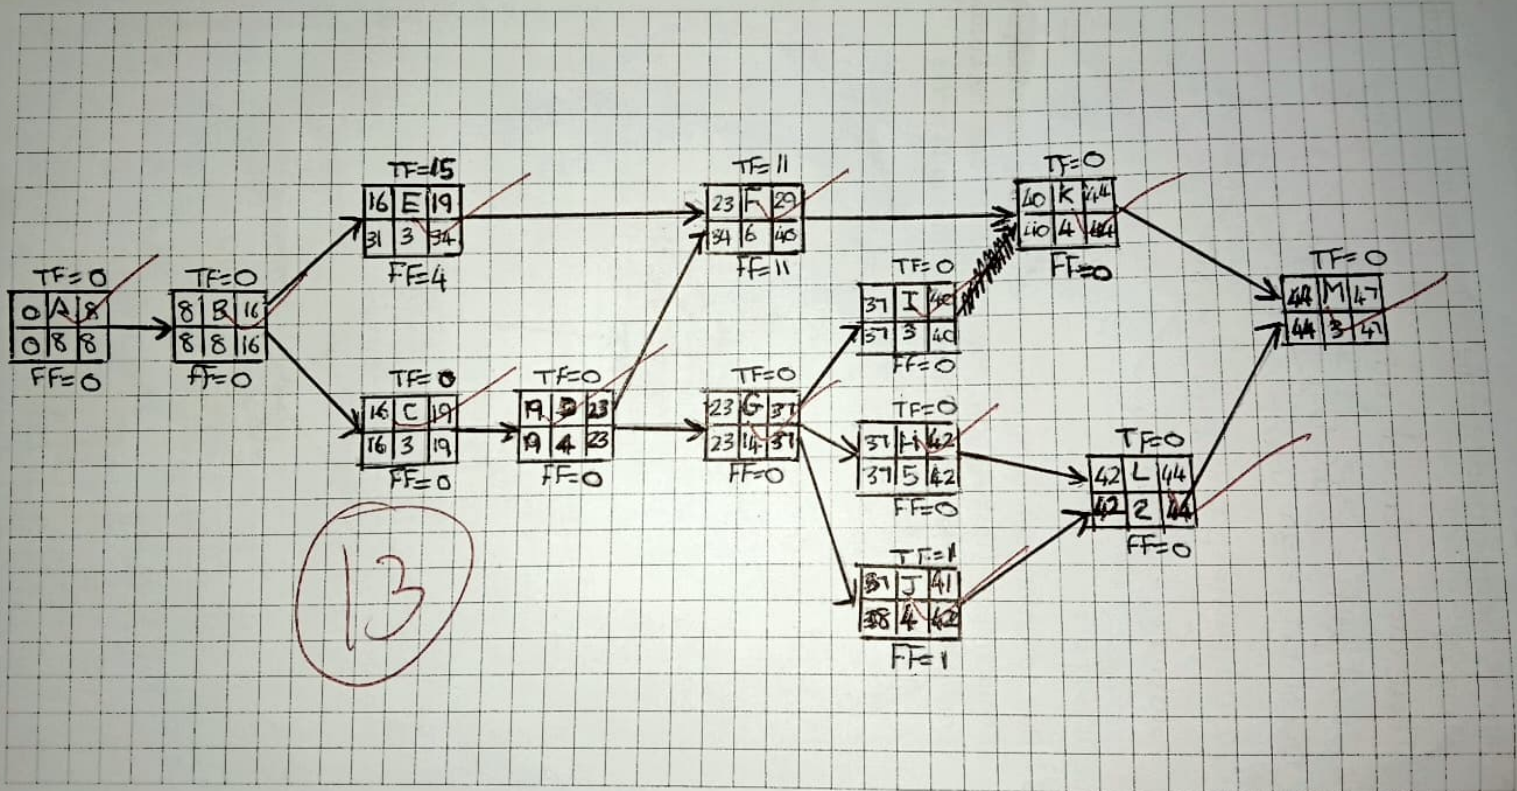 TF=0
0 A 8
0 8 8
FF=0
TF=0
8 B 16
8 8 16
FF=0
TF=15
16 E 19
31 3 34
FF=4
TF=0
16 C 19
16 3 19
FF=0
TF=0
19 D 23
19 4 23
FF=0
TF=11
23 F 29
34 6 40
FF=11
TF=0
23 G 37
23 14 37
FF=0
TF=0
37 I 40
37 3 40
FF=0
TF=0
37 H 42
37 5 42
FF=0
TF=1
37 J 41
38 4 42
FF=1
TF=0
40 K 44
40 4 44
FF=0
TF=0
42 L 44
42 2 44
FF=0
TF=0
44 M 47
44 3 47
13